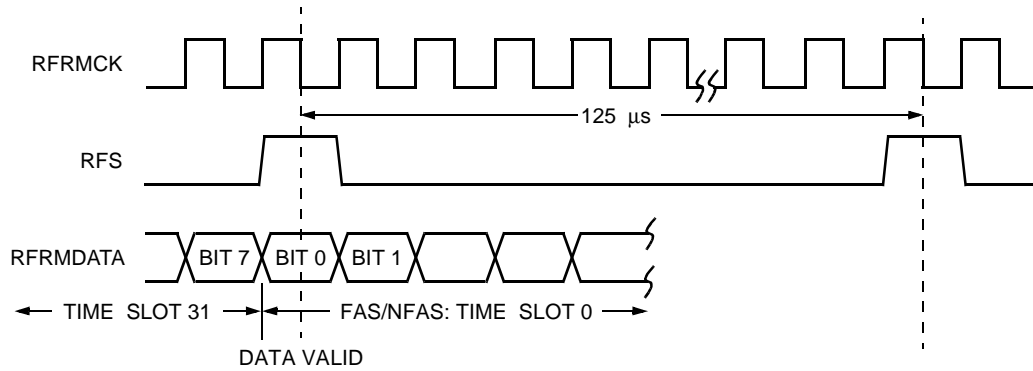 RFRMCK
125 μs
RFS
RFRMDATA
BIT 7
BIT 0
BIT 1
TIME SLOT 31
FAS/NFAS: TIME SLOT 0
DATA VALID